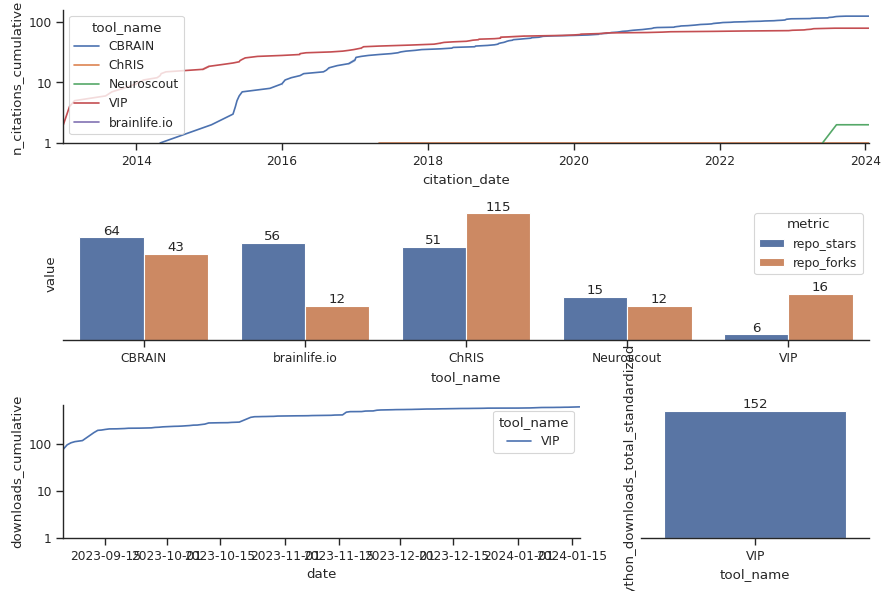 n_citations_cumulative
100
10
1
tool_name
CBRAIN
ChRIS
Neuroscout
VIP
brainlife.io
2014 2016 2018 2020 2022 2024
citation_date
value
64 43 56 12 51 115 15 12 6 16
metric
repo_stars
repo_forks
CBRAIN brainlife.io ChRIS Neuroscout VIP
tool_name
downloads_cumulative
100
10
1
tool_name
VIP
2023-09-15 2023-10-01 2023-10-15 2023-11-01 2023-11-15 2023-12-01 2023-12-15 2024-01-01 2024-01-15
date
ython_downloads_total_standardized
152
VIP
tool_name